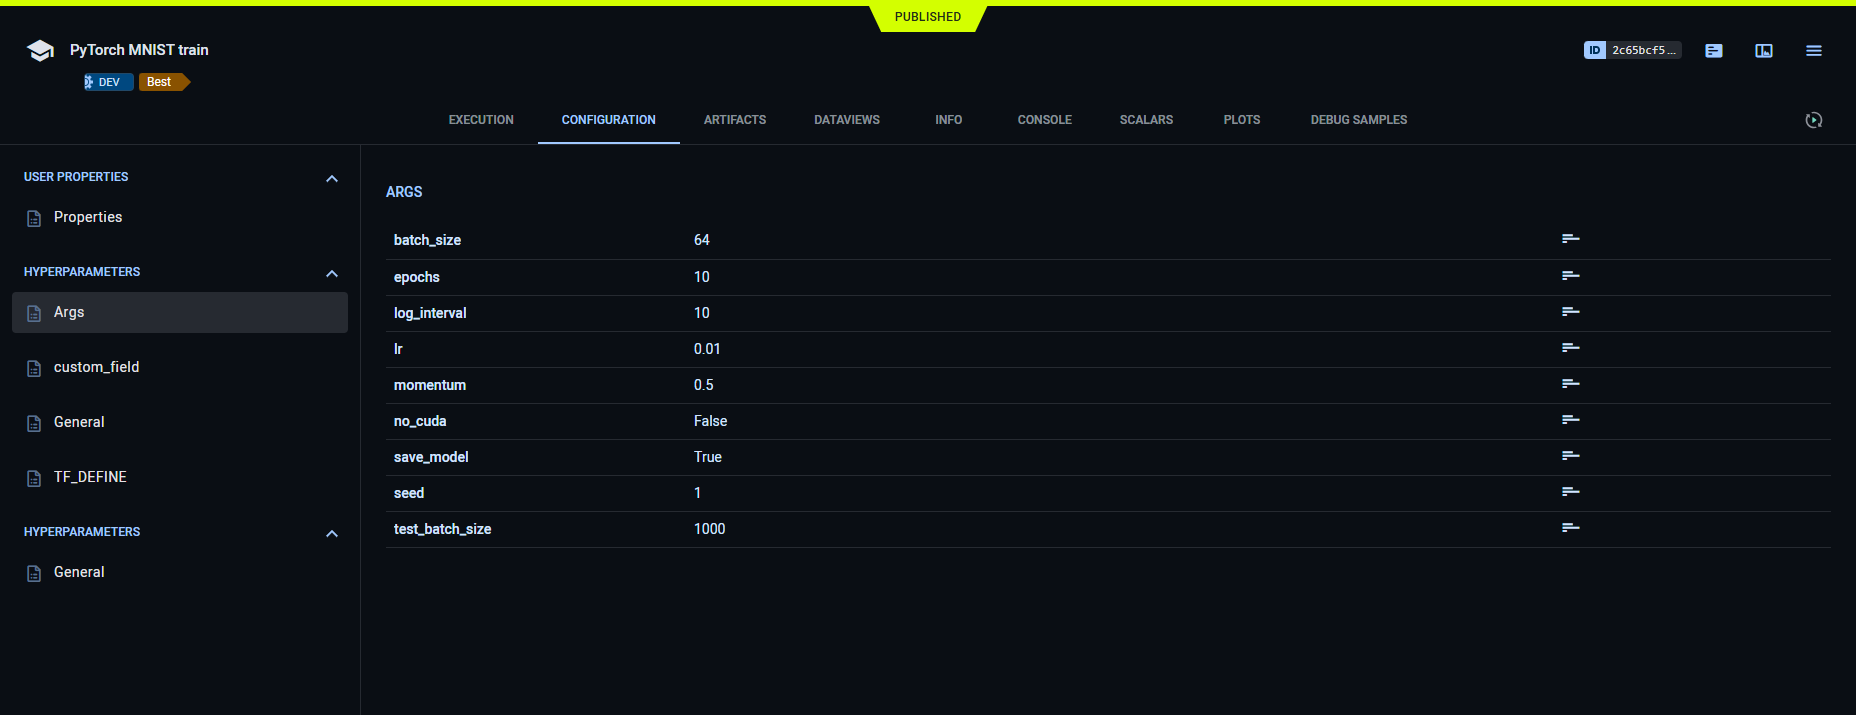 PUBLISHED
PyTorch MNIST train
ID 2c65bcf5...
DEV Best
EXECUTION CONFIGURATION ARTIFACTS DATAVIEWS INFO CONSOLE SCALARS PLOTS DEBUG SAMPLES
USER PROPERTIES
Properties
HYPERPARAMETERS
Args
custom_field
General
TF_DEFINE
HYPERPARAMETERS
General
ARGS
batch_size 64
epochs 10
log_interval 10
lr 0.01
momentum 0.5
no_cuda False
save_model True
seed 1
test_batch_size 1000